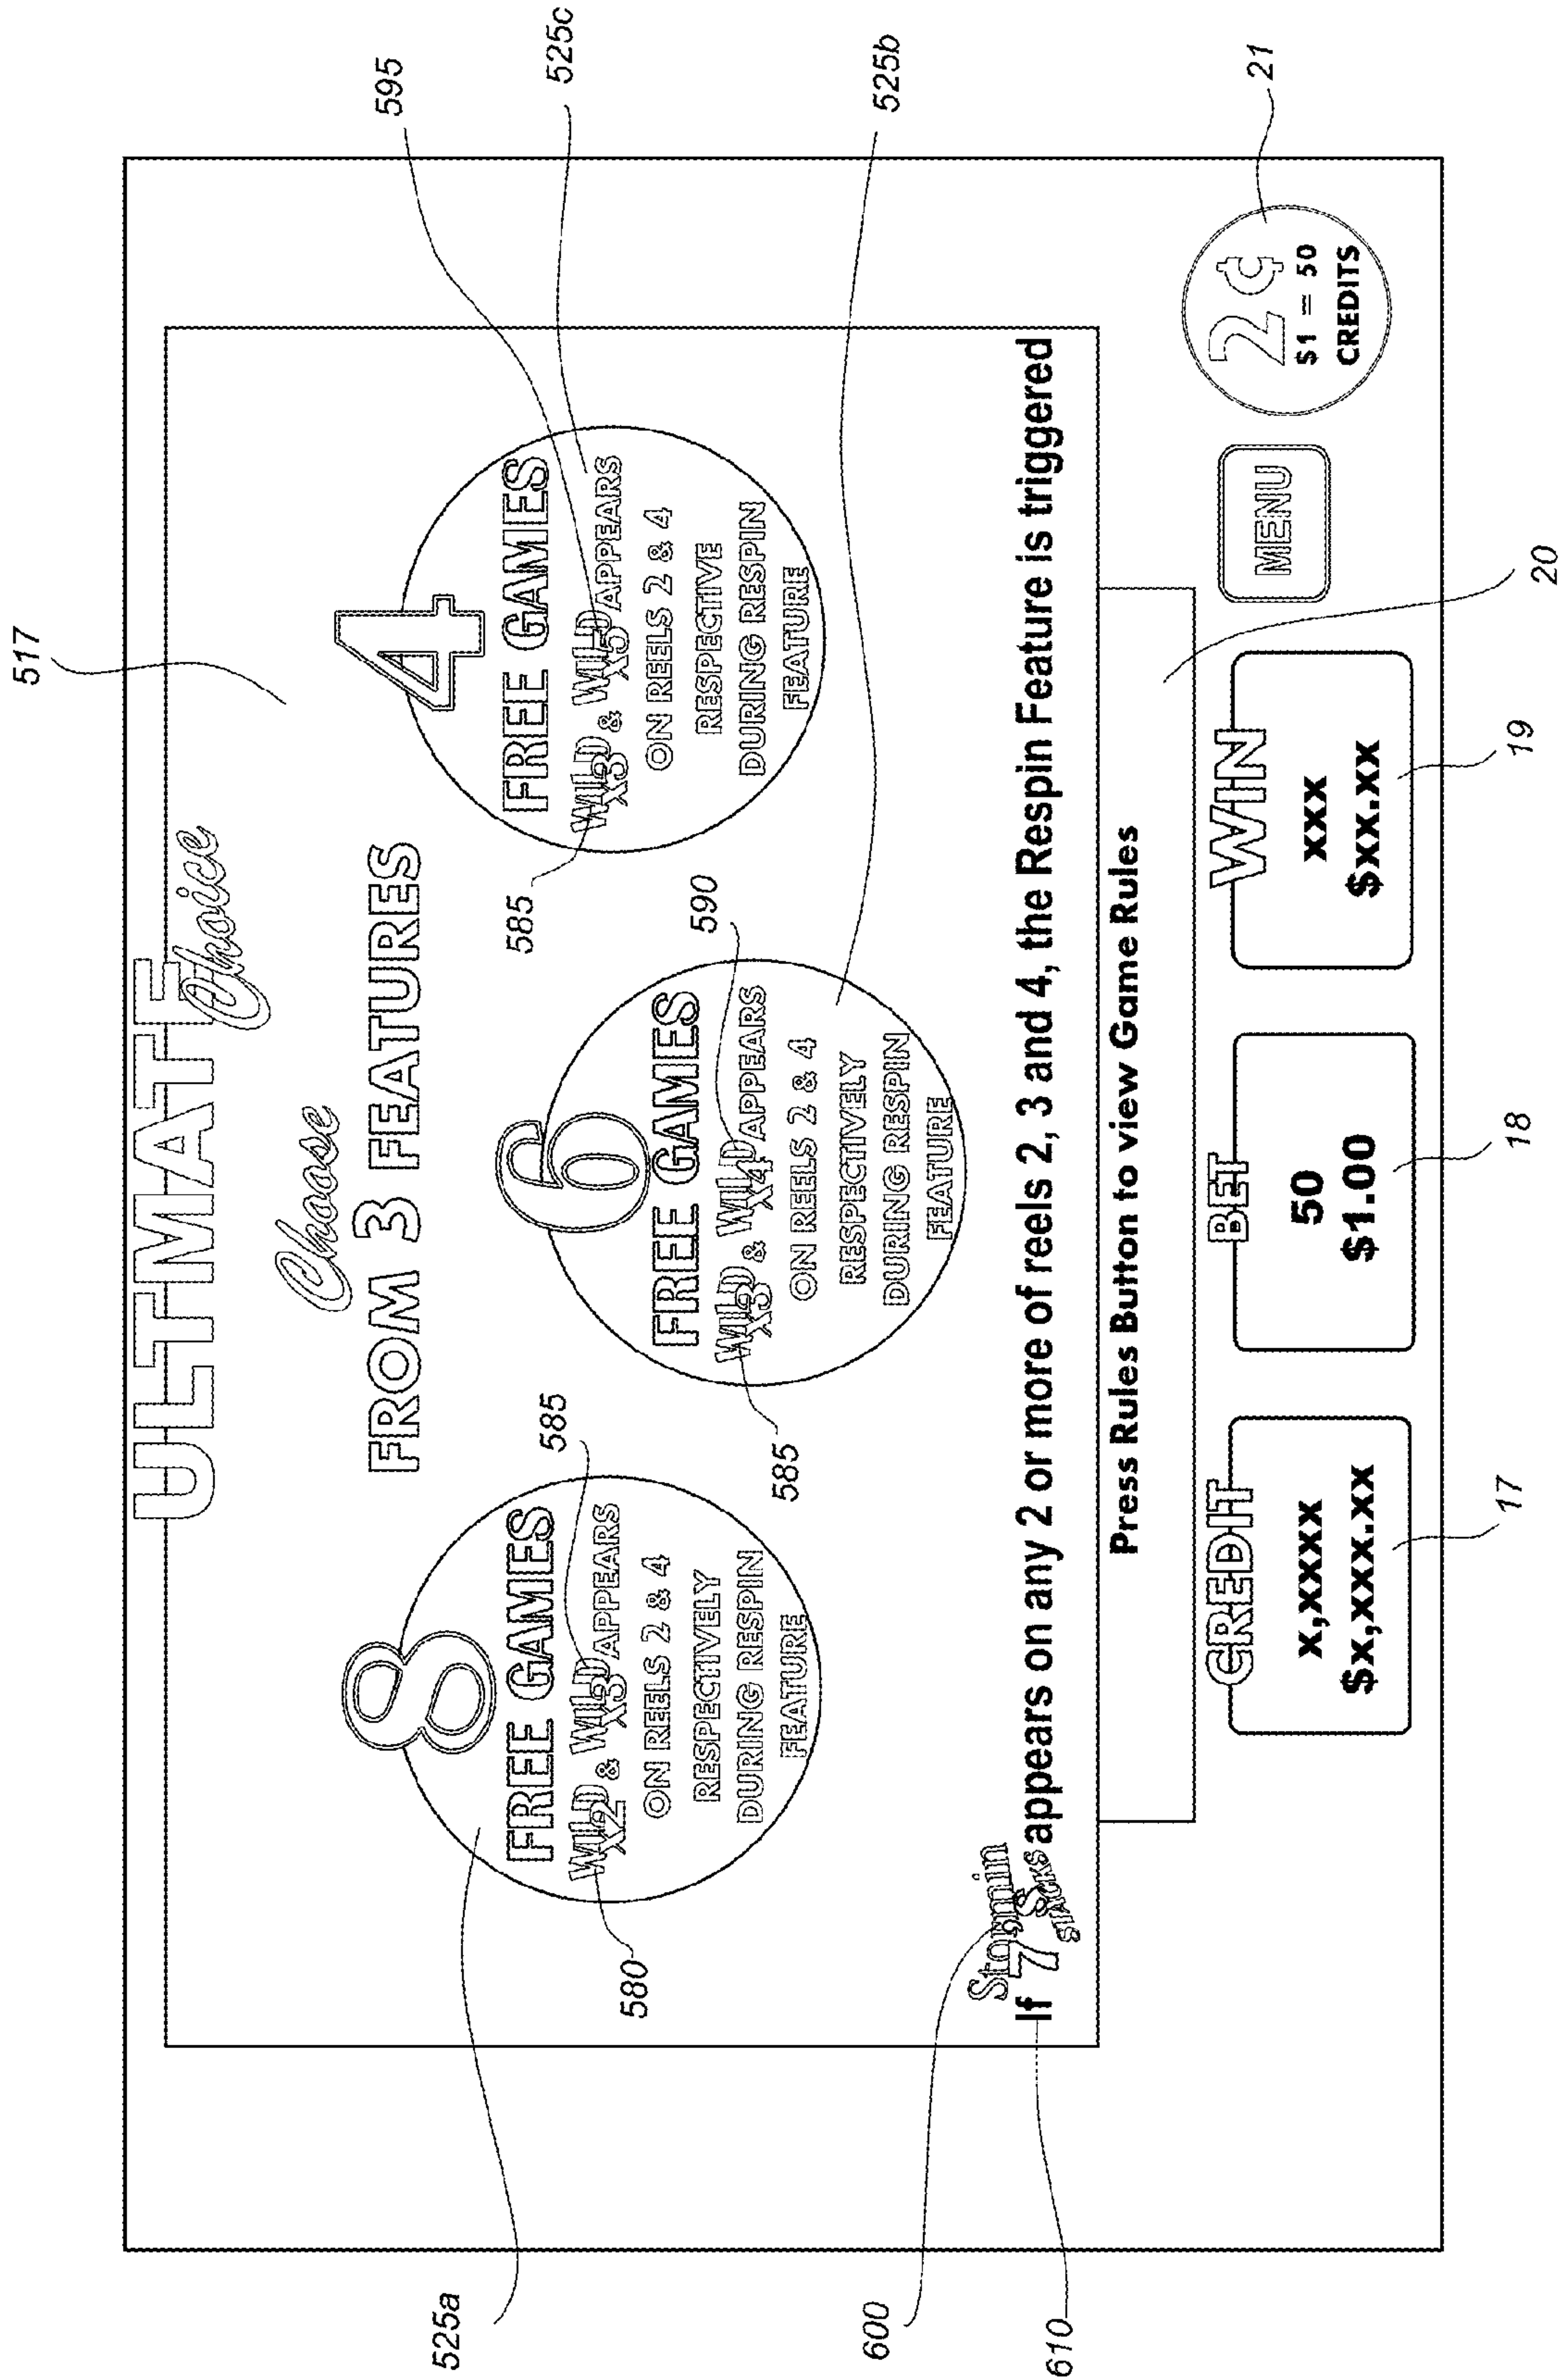 517
595
525c
525b
21
ULTIMATE
Choice
Choose
FROM 3 FEATURES
8
FREE GAMES
WILD X2 & WILD X3 APPEARS
ON REELS 2 & 4
RESPECTIVELY
DURING RESPIN
FEATURE
580
585
525a
6
FREE GAMES
WILD X3 & WILD X4 APPEARS
ON REELS 2 & 4
RESPECTIVELY
DURING RESPIN
FEATURE
585
590
4
FREE GAMES
WILD X3 & WILD X5 APPEARS
ON REELS 2 & 4
RESPECTIVE
DURING RESPIN
FEATURE
585
600
610
If Stormin 7's STACKS appears on any 2 or more of reels 2, 3 and 4, the Respin Feature is triggered
Press Rules Button to view Game Rules
20
CREDIT
x,xxxx
$x,xxx.xx
17
BET
50
$1.00
18
WIN
xxx
$xx.xx
19
MENU
2¢
$1 = 50
CREDITS